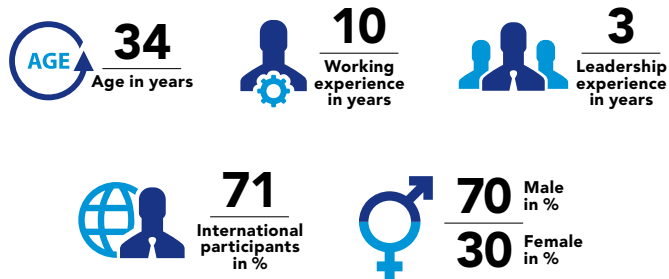 AGE
34
Age in years
10
Working
experience
in years
3
Leadership
experience
in years
71
International
participants
in %
70 Male
in %
30 Female
in %